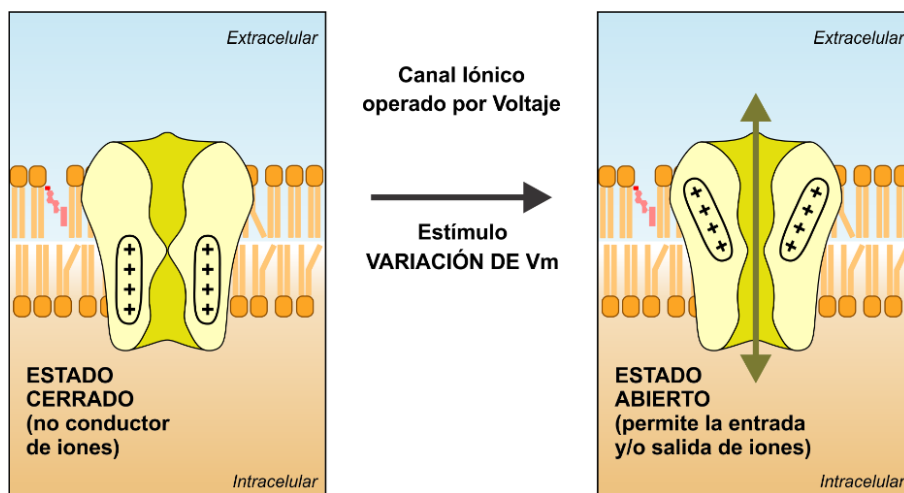 Extracelular
ESTADO
CERRADO
(no conductor
de iones)
Intracelular
Canal Iónico
operado por Voltaje
Estímulo
VARIACIÓN DE Vm
Extracelular
ESTADO
ABIERTO
(permite la entrada
y/o salida de iones)
Intracelular